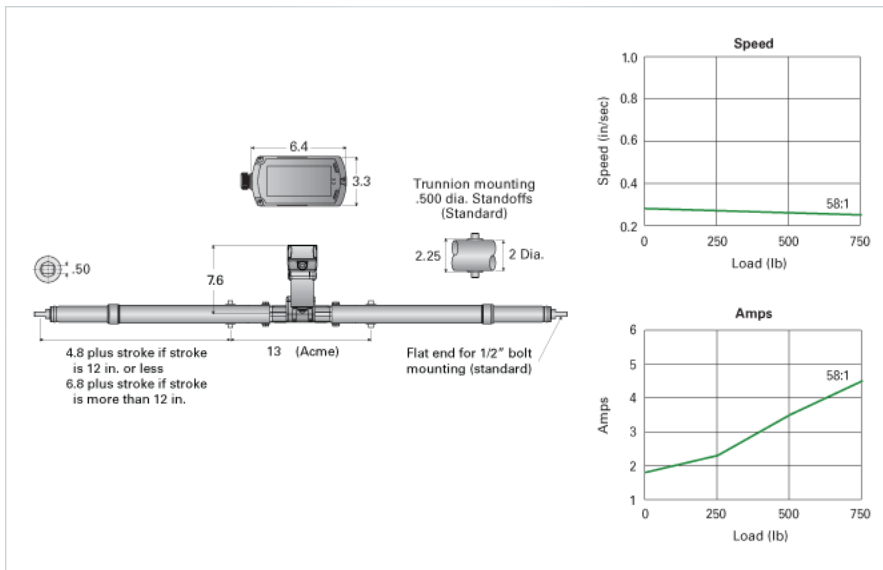 6.4
3.3
Trunnion mounting
.500 dia. Standoffs
(Standard)
2.25
2 Dia.
.50
7.6
4.8 plus stroke if stroke
is 12 in. or less
6.8 plus stroke if stroke
is more than 12 in.
13 (Acme)
Flat end for 1/2" bolt
mounting (standard)
Speed
Speed (in/sec)
1.0
0.8
0.6
0.4
0.2
58:1
0 250 500 750
Load (lb)
Amps
Amps
6
5
4
3
2
1
58:1
0 250 500 750
Load (lb)